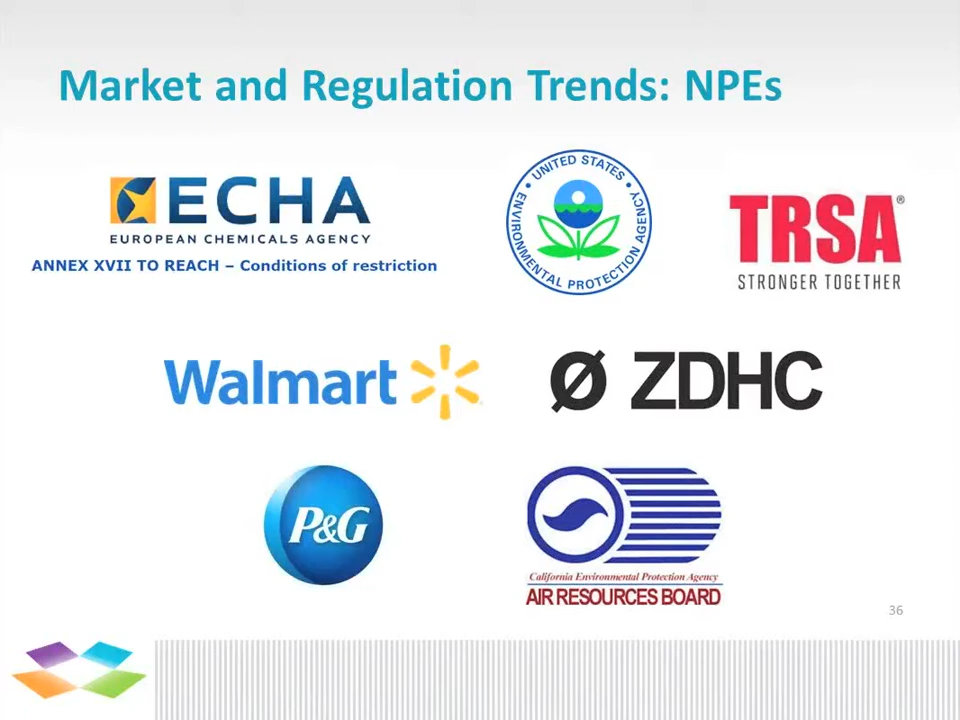 Market and Regulation Trends: NPEs
ECHA
EUROPEAN CHEMICALS AGENCY
ANNEX XVII TO REACH – Conditions of restriction
UNITED STATES
ENVIRONMENTAL PROTECTION AGENCY
TRSA®
STRONGER TOGETHER
Walmart
Ø ZDHC
P&G
California Environmental Protection Agency
AIR RESOURCES BOARD
36